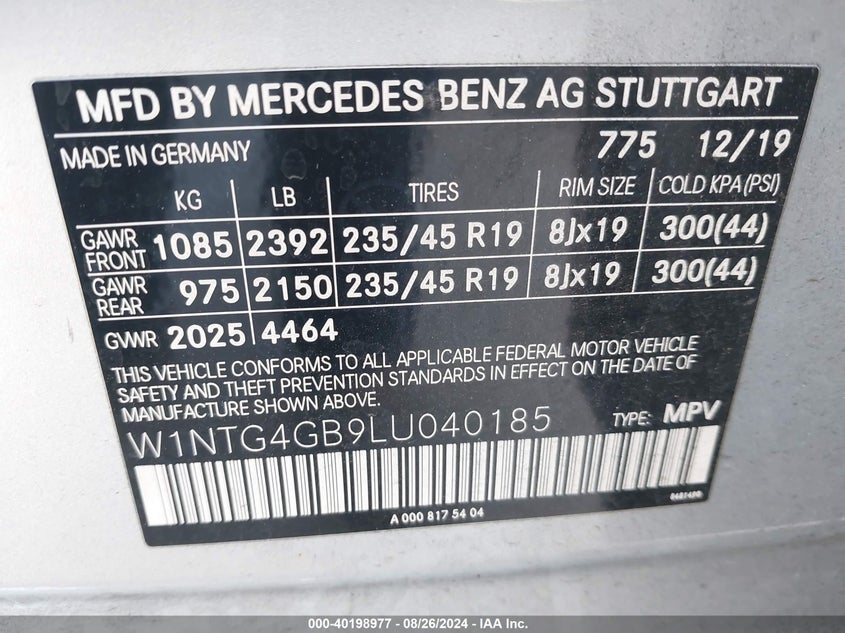 MFD BY MERCEDES BENZ AG STUTTGART
MADE IN GERMANY 775 12/19
KG LB TIRES RIM SIZE COLD KPA(PSI)
GAWR FRONT 1085 2392 235/45 R19 8Jx19 300(44)
GAWR REAR 975 2150 235/45 R19 8Jx19 300(44)
GVWR 2025 4464
THIS VEHICLE CONFORMS TO ALL APPLICABLE FEDERAL MOTOR VEHICLE
SAFETY AND THEFT PREVENTION STANDARDS IN EFFECT ON THE DATE OF
MANUFACTURE SHOWN ABOVE.
W1NTG4GB9LU040185 TYPE: MPV
A 000 817 54 04
000-40198977 - 08/26/2024 - IAA Inc.